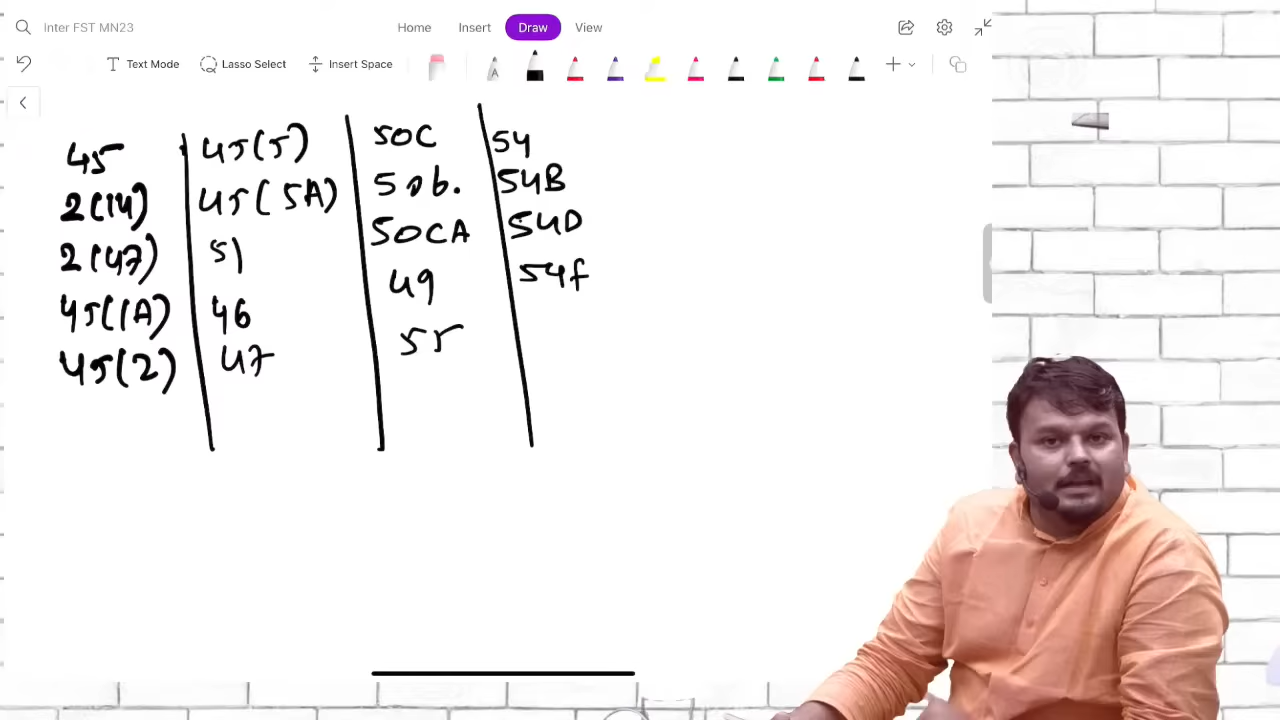 Inter FST MN23
Home Insert Draw View
Text Mode Lasso Select Insert Space
45
2(14)
2(47)
45(1A)
45(2)
45(5)
45(5A)
51
46
47
50C
50b.
50CA
49
55
54
54B
54D
54f